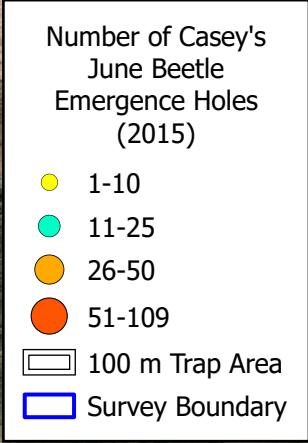 Number of Casey's
June Beetle
Emergence Holes
(2015)
1-10
11-25
26-50
51-109
100 m Trap Area
Survey Boundary